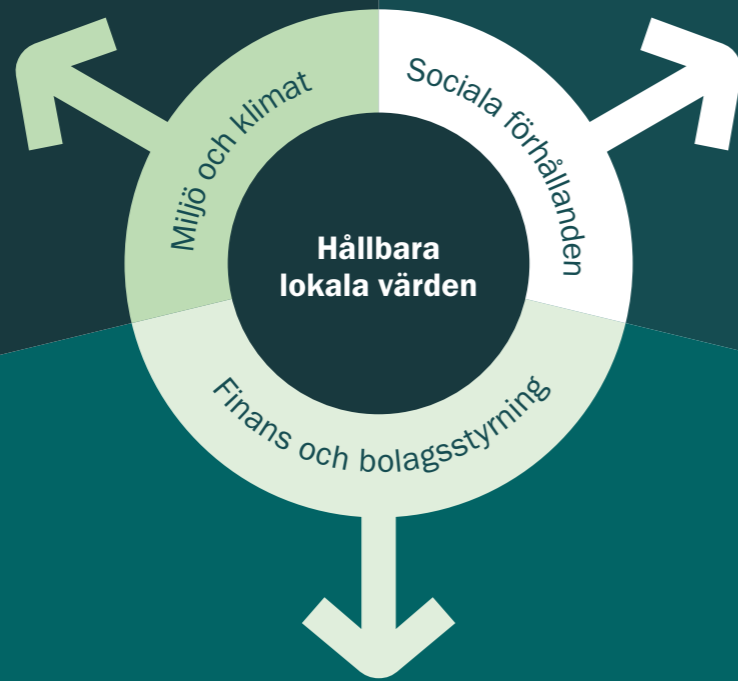 Miljö och klimat
Sociala förhållanden
Hållbara
lokala värden
Finans och bolagsstyrning